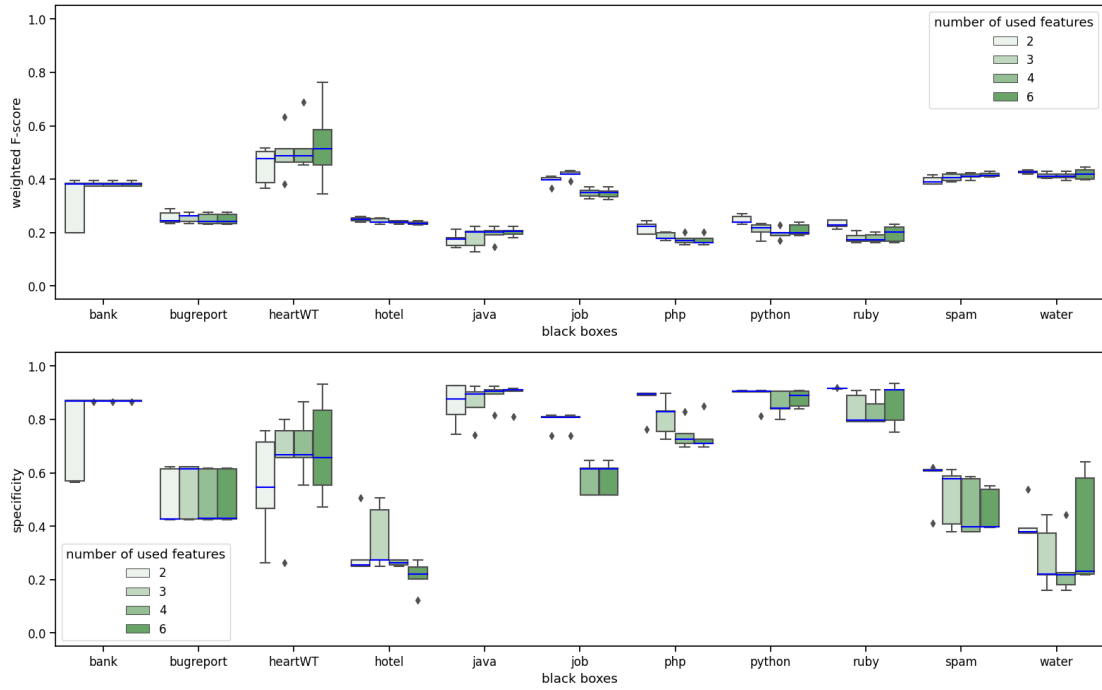 1.0
0.8
0.6
0.4
0.2
0.0
weighted F-score
number of used features
2
3
4
6
bank bugreport heartWT hotel java job php python ruby spam water
black boxes
1.0
0.8
0.6
0.4
0.2
0.0
specificity
number of used features
2
3
4
6
bank bugreport heartWT hotel java job php python ruby spam water
black boxes